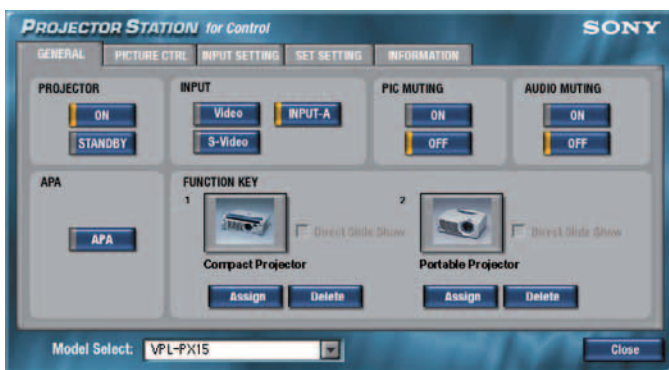 PROJECTOR STATION for Control SONY
GENERAL PICTURE CTRL INPUT SETTING SET SETTING INFORMATION
PROJECTOR INPUT PIC MUTING AUDIO MUTING
ON Video INPUT-A ON ON
STANDBY S-Video OFF OFF
APA FUNCTION KEY
1 2
APA Direct Slide Show Direct Slide Show
Compact Projector Portable Projector
Assign Delete Assign Delete
Model Select: VPL-PX15 Close